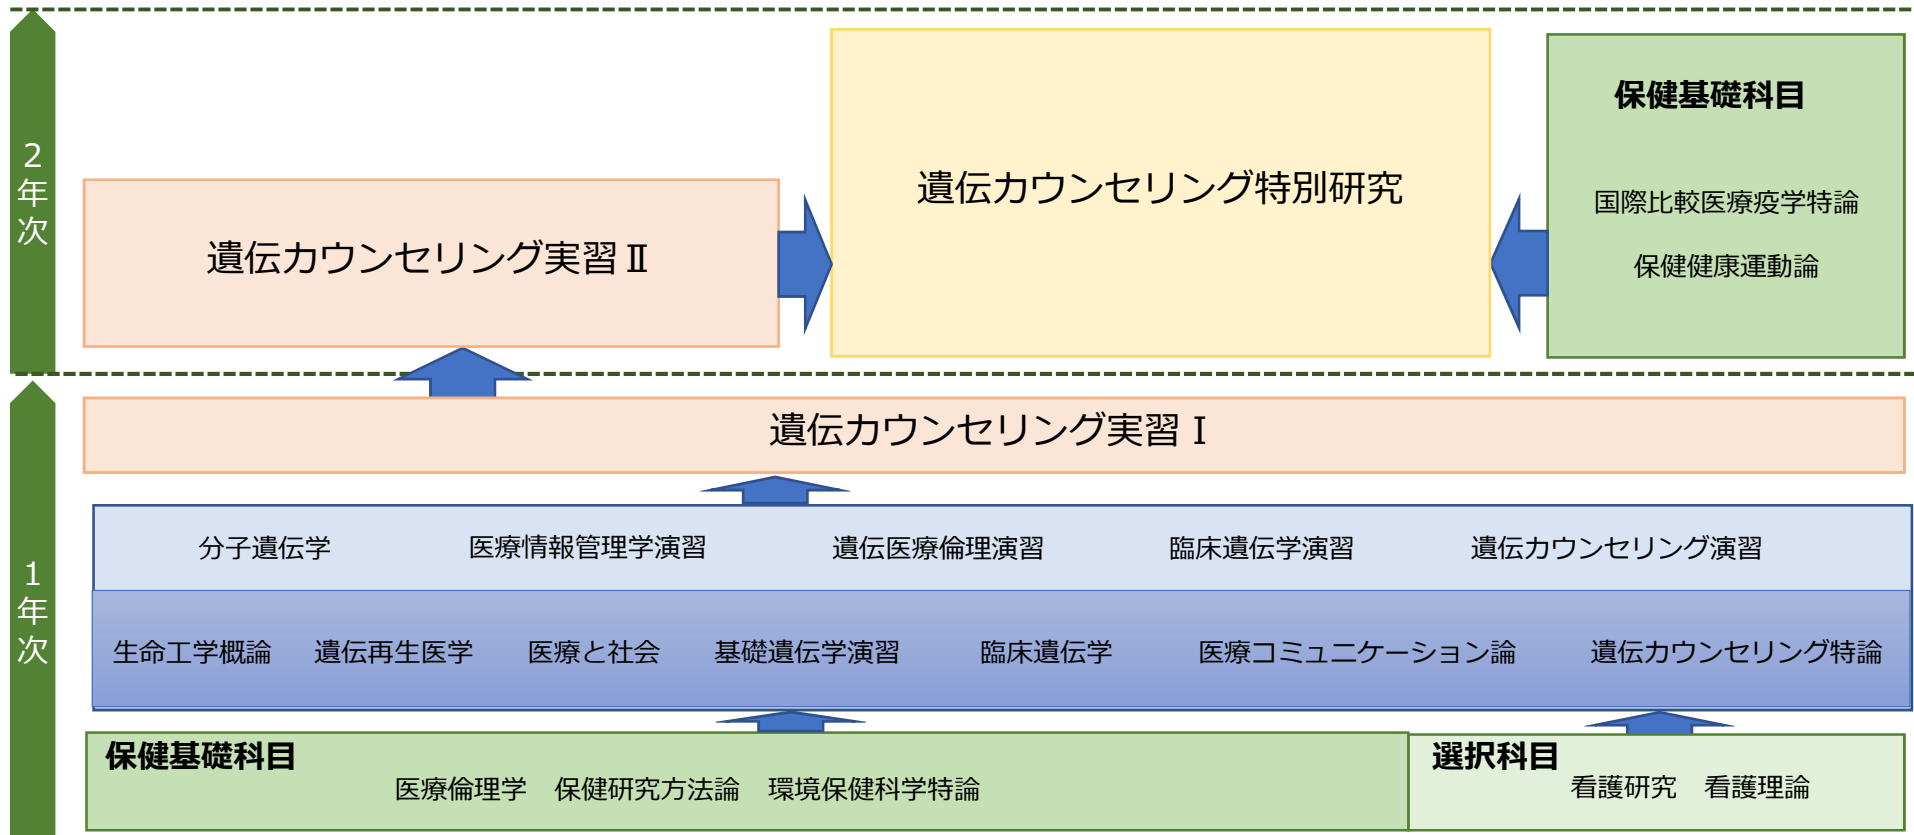 2年次
保健基礎科目
遺伝カウンセリング特別研究
国際比較医療疫学特論
遺伝カウンセリング実習Ⅱ
保健健康運動論
1年次
遺伝カウンセリング実習Ⅰ
分子遺伝学 医療情報管理学演習 遺伝医療倫理演習 臨床遺伝学演習 遺伝カウンセリング演習
生命工学概論 遺伝再生医学 医療と社会 基礎遺伝学演習 臨床遺伝学 医療コミュニケーション論 遺伝カウンセリング特論
保健基礎科目
医療倫理学 保健研究方法論 環境保健科学特論
選択科目
看護研究 看護理論